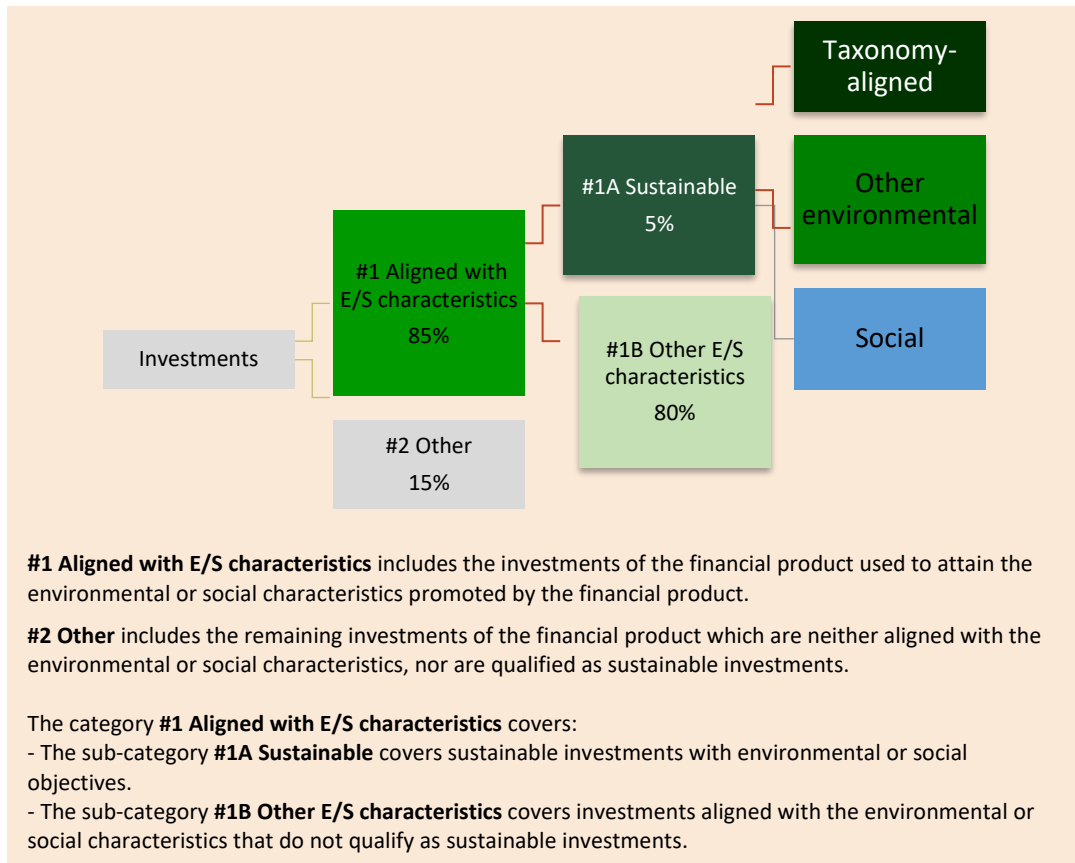 Taxonomy-
aligned
#1A Sustainable
5%
Other
environmental
#1 Aligned with
E/S characteristics
85%
Investments
#1B Other E/S
characteristics
80%
Social
#2 Other
15%
#1 Aligned with E/S characteristics includes the investments of the financial product used to attain the
environmental or social characteristics promoted by the financial product.
#2 Other includes the remaining investments of the financial product which are neither aligned with the
environmental or social characteristics, nor are qualified as sustainable investments.
The category #1 Aligned with E/S characteristics covers:
- The sub-category #1A Sustainable covers sustainable investments with environmental or social
objectives.
- The sub-category #1B Other E/S characteristics covers investments aligned with the environmental or
social characteristics that do not qualify as sustainable investments.